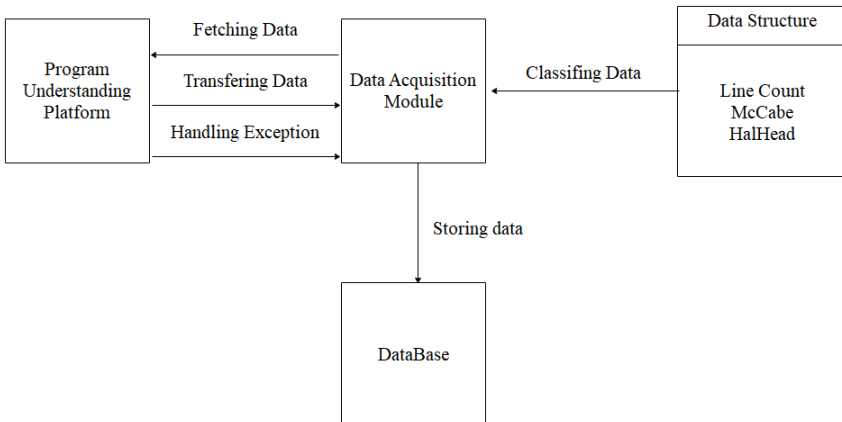 Fetching Data
Program
Understanding
Platform
Transfering Data
Handling Exception
Data Acquisition
Module
Classifing Data
Data Structure
Line Count
McCabe
HalHead
Storing data
DataBase